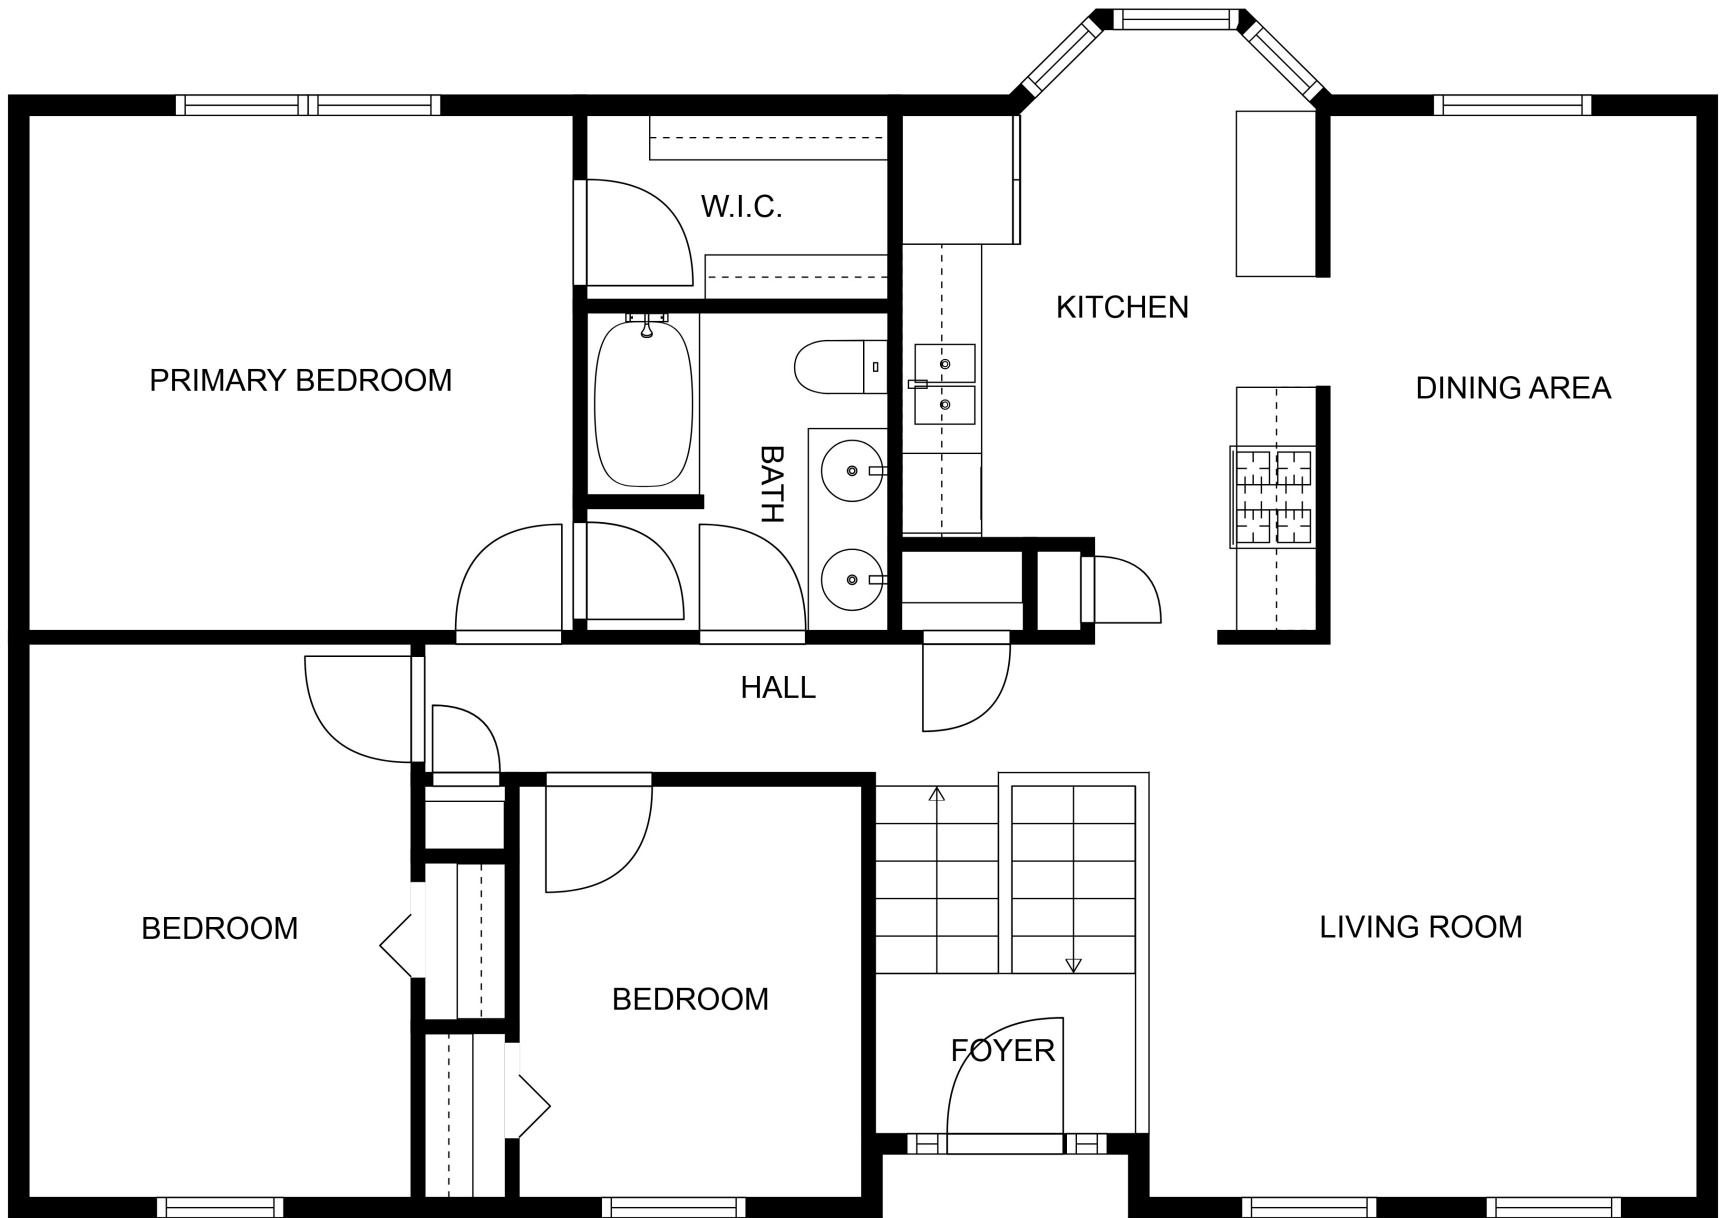 W.I.C.
KITCHEN
PRIMARY BEDROOM
DINING AREA
BATH
HALL
BEDROOM
LIVING ROOM
BEDROOM
FOYER